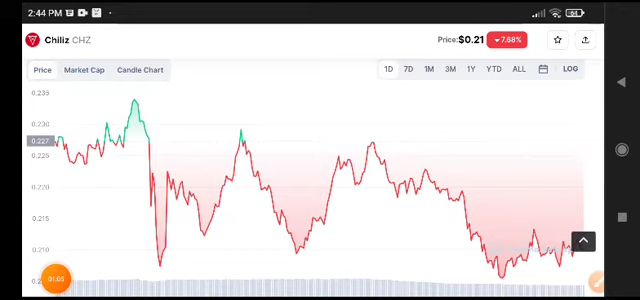 2:44 PM
64
Chiliz CHZ
Price: $0.21 7.68%
Price Market Cap Candle Chart
1D 7D 1M 3M 1Y YTD ALL LOG
0.235
0.230
0.227
0.225
0.220
0.215
0.210
01:05